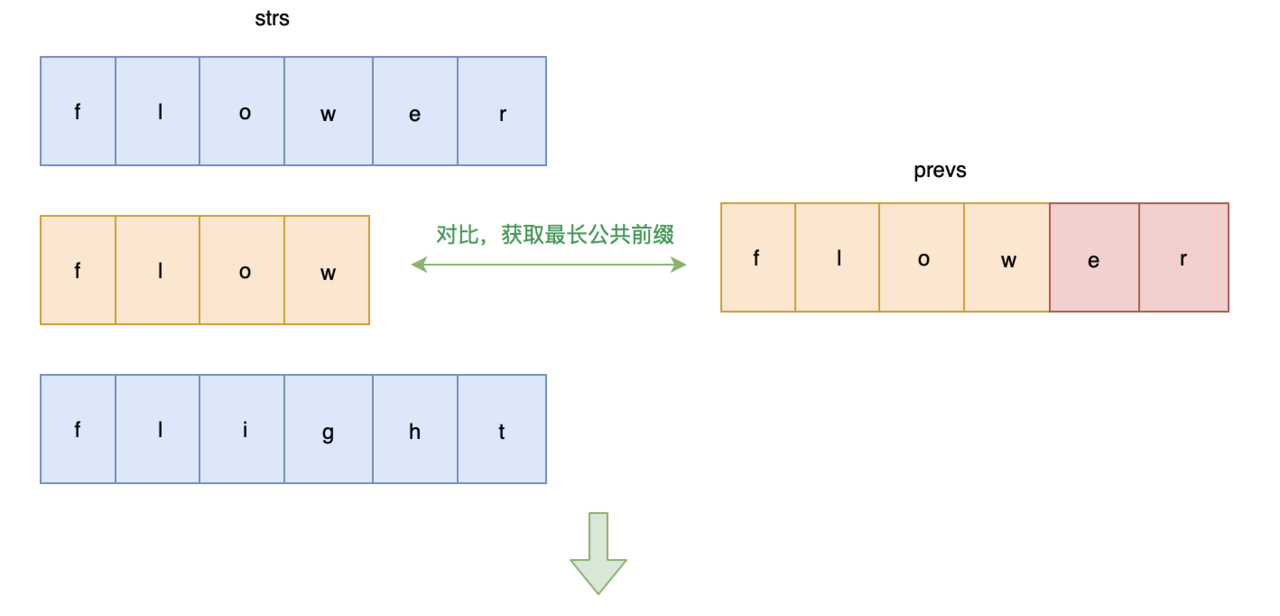 strs
f l o w e r
prevs
f l o w
对比，获取最长公共前缀
f l o w e r
f l i g h t